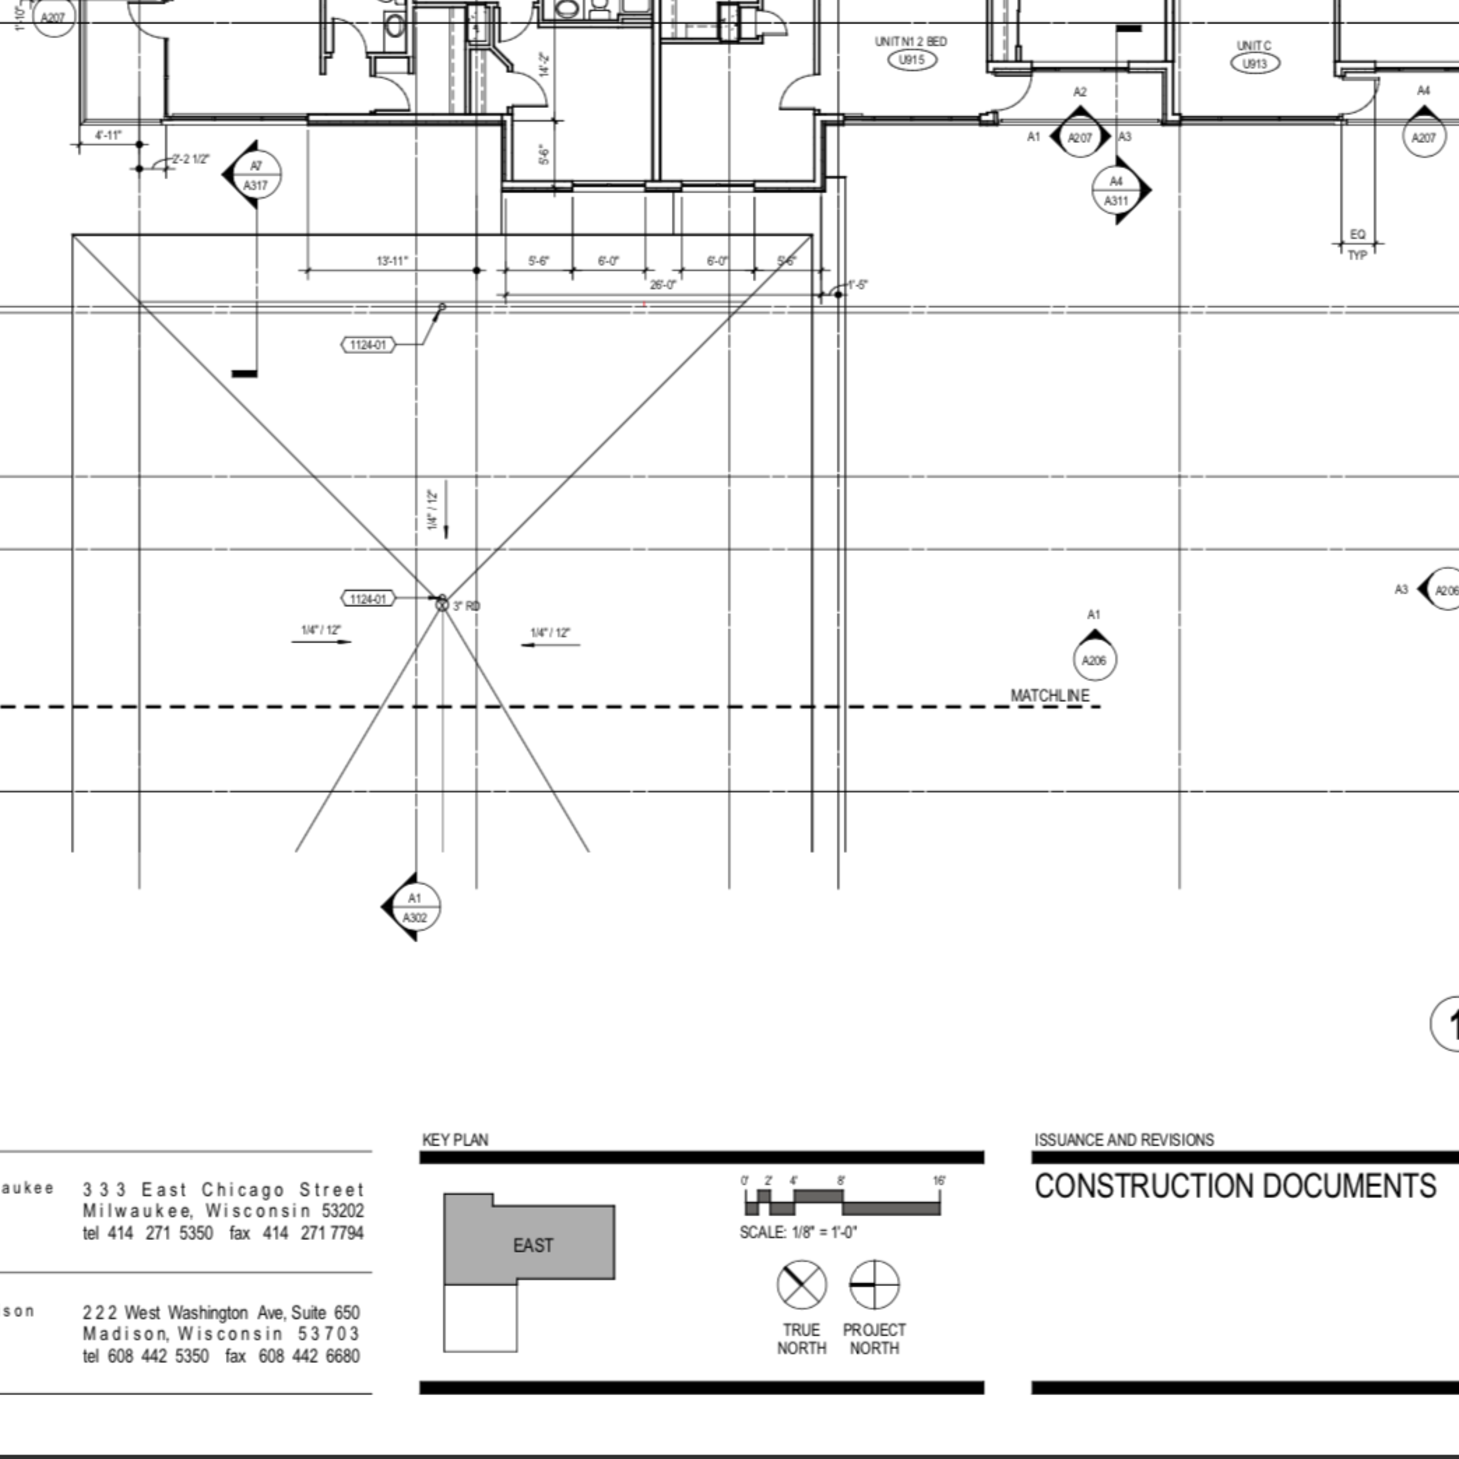 1'-10"
A207
14'-2"
UNIT N1 2 BED
U915
UNIT C
U913
A2
A1
A207
A3
A4
A207
4'-11"
2'-2 1/2"
A7
A317
5'-6"
A4
A311
EQ
TYP
13'-11"
5'-6"
6'-0"
6'-0"
5'-6"
26'-0"
1'-5"
1124-01
1/4" / 12"
1124-01
3" RD
1/4" / 12"
1/4" / 12"
A3
A206
A1
A206
MATCHLINE
A1
A302
1
KEY PLAN
ISSUANCE AND REVISIONS
CONSTRUCTION DOCUMENTS
aukee 333 East Chicago Street
Milwaukee, Wisconsin 53202
tel 414 271 5350 fax 414 271 7794
EAST
0' 2' 4' 8' 16'
SCALE: 1/8" = 1'-0"
son 222 West Washington Ave, Suite 650
Madison, Wisconsin 53703
tel 608 442 5350 fax 608 442 6680
TRUE
NORTH
PROJECT
NORTH